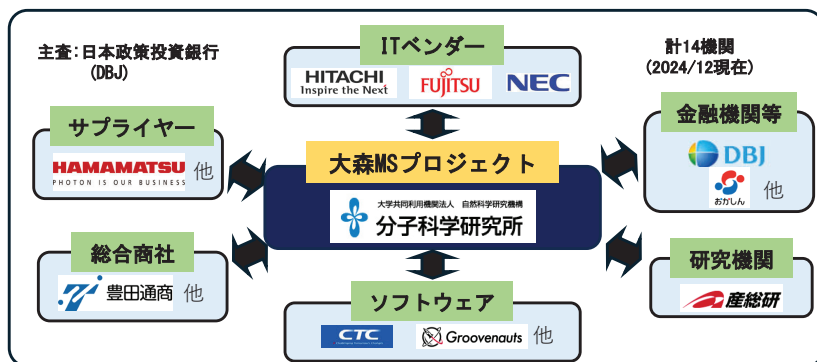 主査：日本政策投資銀行
(DBJ)
ITベンダー
HITACHI
Inspire the Next
FUJITSU
NEC
計14機関
(2024/12現在)
サプライヤー
HAMAMATSU
PHOTON IS OUR BUSINESS
他
大森MSプロジェクト
大学共同利用機関法人 自然科学研究機構
分子科学研究所
金融機関等
DBJ
おかしん
他
総合商社
豊田通商
他
ソフトウェア
CTC
Groovenauts
他
研究機関
産総研